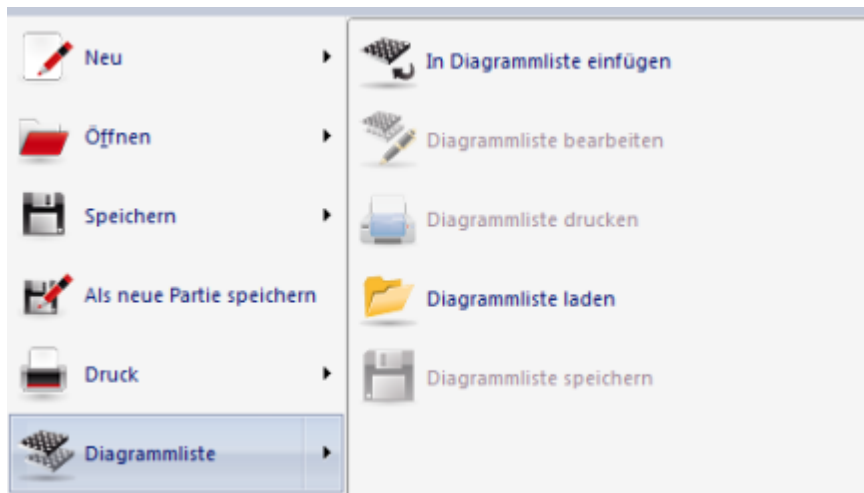 Neu
Öffnen
Speichern
Als neue Partie speichern
Druck
Diagrammliste
In Diagrammliste einfügen
Diagrammliste bearbeiten
Diagrammliste drucken
Diagrammliste laden
Diagrammliste speichern